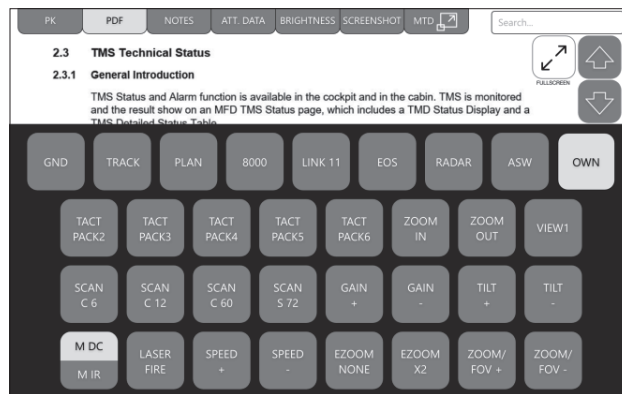 PK PDF NOTES ATT. DATA BRIGHTNESS SCREENSHOT MTD Search...
2.3 TMS Technical Status
2.3.1 General Introduction
FULLSCREEN
TMS Status and Alarm function is available in the cockpit and in the cabin. TMS is monitored
and the result show on an MFD TMS Status page, which includes a TMD Status Display and a
TMS Detailed Status Table
GND TRACK PLAN 8000 LINK 11 EOS RADAR ASW OWN
TACT TACT TACT TACT TACT ZOOM ZOOM VIEW1
PACK2 PACK3 PACK4 PACK5 PACK6 IN OUT
SCAN SCAN SCAN SCAN GAIN GAIN TILT TILT
C 6 C 12 C 60 S 72 + - + -
M DC LASER SPEED SPEED EZOOM EZOOM ZOOM/ ZOOM/
M IR FIRE + - NONE X2 FOV + FOV -